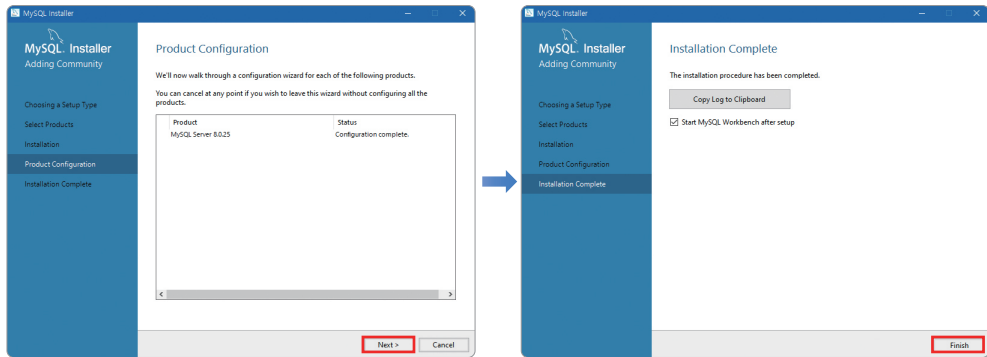 MySQL Installer
MySQL. Installer
Adding Community
Choosing a Setup Type
Select Products
Installation
Product Configuration
Installation Complete
Product Configuration
We'll now walk through a configuration wizard for each of the following products.
You can cancel at any point if you wish to leave this wizard without configuring all the
products.
Product Status
MySQL Server 8.0.25 Configuration complete.
Next > Cancel
MySQL Installer
MySQL. Installer
Adding Community
Choosing a Setup Type
Select Products
Installation
Product Configuration
Installation Complete
Installation Complete
The installation procedure has been completed.
Copy Log to Clipboard
Start MySQL Workbench after setup
Finish